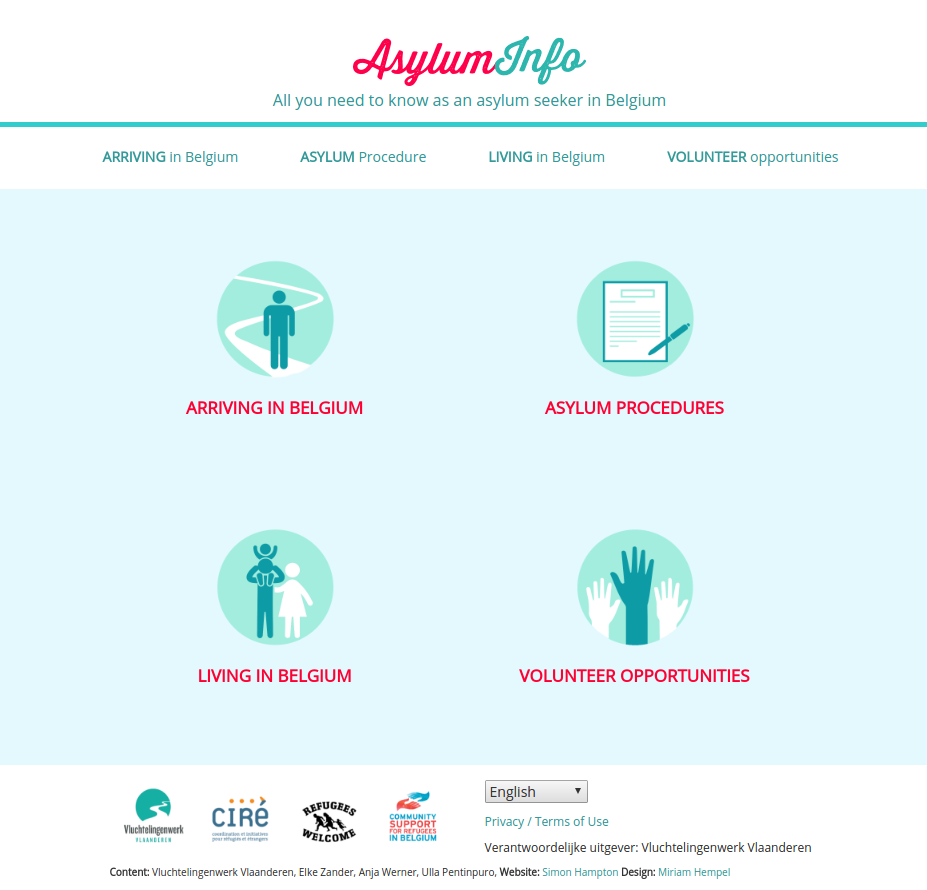 AsylumInfo
All you need to know as an asylum seeker in Belgium
ARRIVING in Belgium
ASYLUM Procedure
LIVING in Belgium
VOLUNTEER opportunities
ARRIVING IN BELGIUM
ASYLUM PROCEDURES
LIVING IN BELGIUM
VOLUNTEER OPPORTUNITIES
Vluchtelingenwerk
VLAANDEREN
CIRÉ
coordination et initiatives
pour réfugiés et étrangers
REFUGEES
WELCOME
COMMUNITY
SUPPORT
FOR REFUGEES
IN BELGIUM
English
Privacy / Terms of Use
Verantwoordelijke uitgever: Vluchtelingenwerk Vlaanderen
Content: Vluchtelingenwerk Vlaanderen, Elke Zander, Anja Werner, Ulla Pentinpuro, Website: Simon Hampton Design: Miriam Hempel